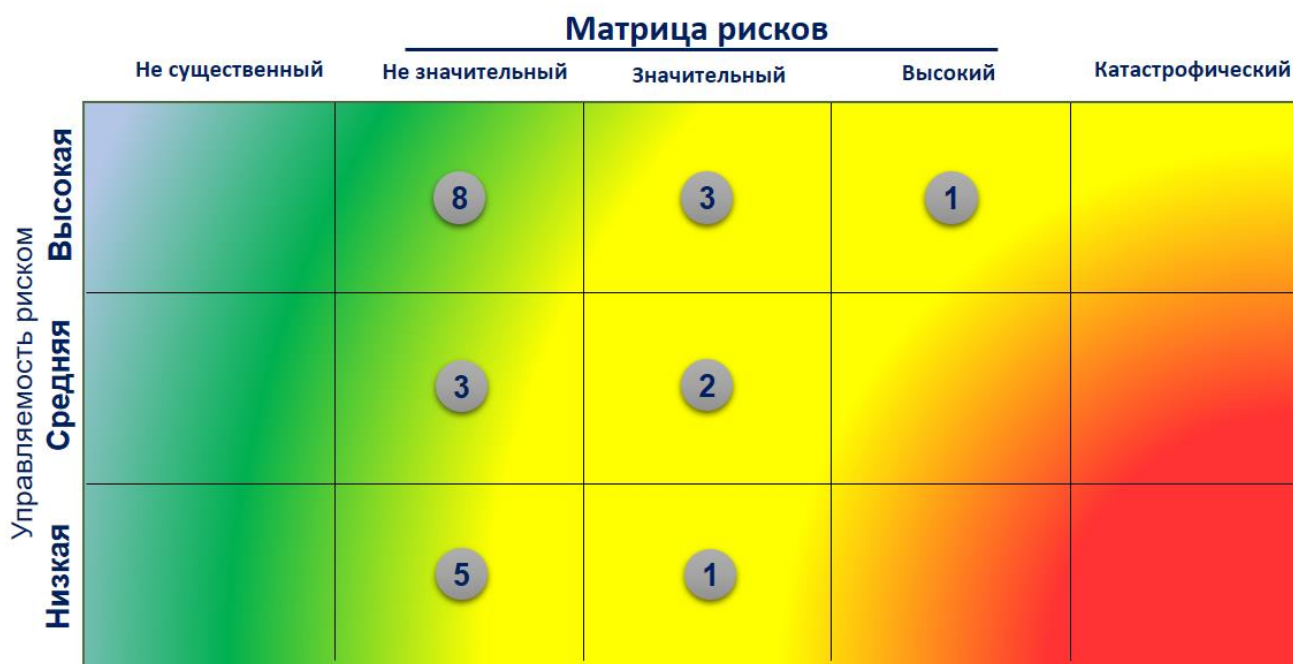 Матрица рисков
Не существенный Не значительный Значительный Высокий Катастрофический
Управляемость риском
Высокая
8 3 1
Средняя
3 2
Низкая
5 1